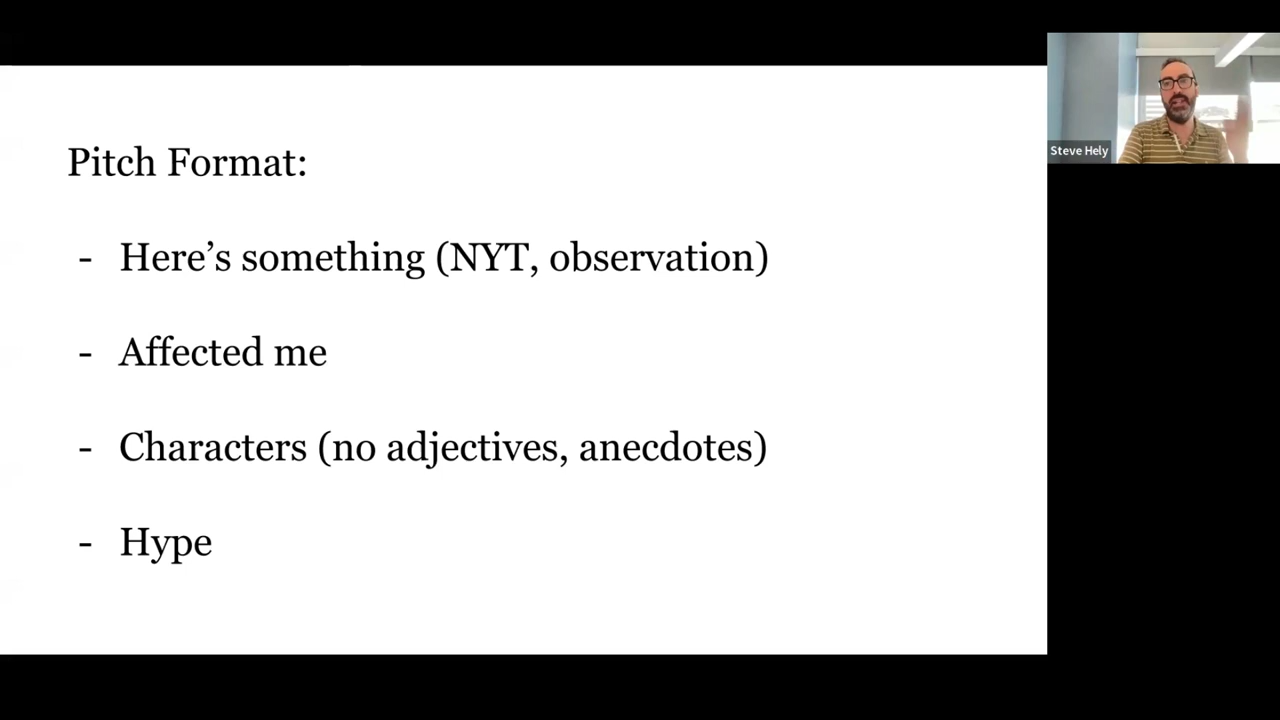 Pitch Format:
- Here’s something (NYT, observation)
- Affected me
- Characters (no adjectives, anecdotes)
- Hype
Steve Hely